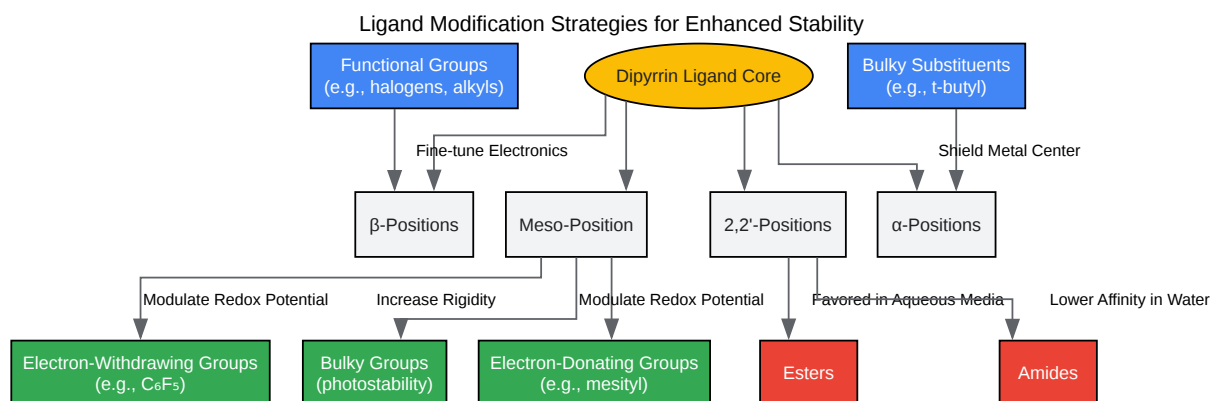 Ligand Modification Strategies for Enhanced Stability
Functional Groups
(e.g., halogens, alkyls)
Dipyrrin Ligand Core
Bulky Substituents
(e.g., t-butyl)
Fine-tune Electronics
Shield Metal Center
β-Positions
Meso-Position
2,2'-Positions
α-Positions
Modulate Redox Potential
Increase Rigidity
Modulate Redox Potential
Favored in Aqueous Media
Lower Affinity in Water
Electron-Withdrawing Groups
(e.g., C₆F₅)
Bulky Groups
(photostability)
Electron-Donating Groups
(e.g., mesityl)
Esters
Amides